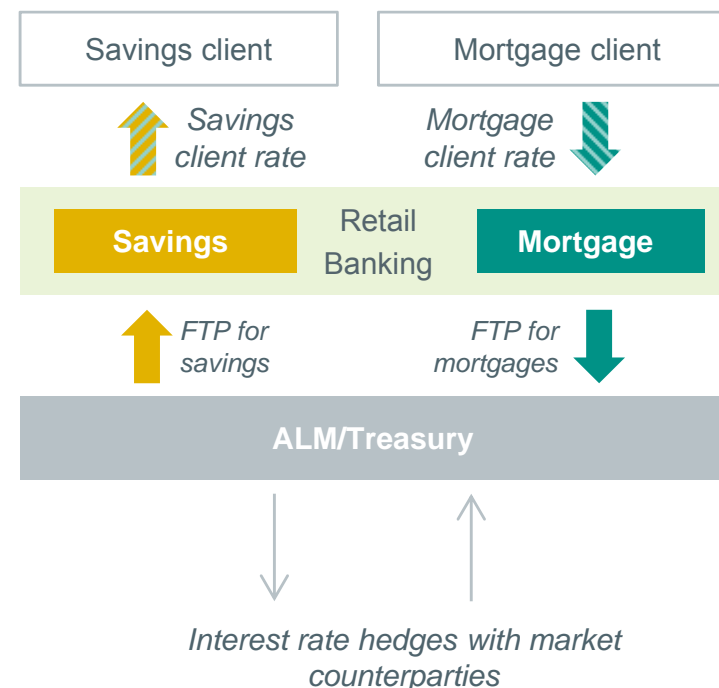 Savings client
Mortgage client
Savings
client rate
Mortgage
client rate
Savings
Retail
Banking
Mortgage
FTP for
savings
FTP for
mortgages
ALM/Treasury
Interest rate hedges with market
counterparties